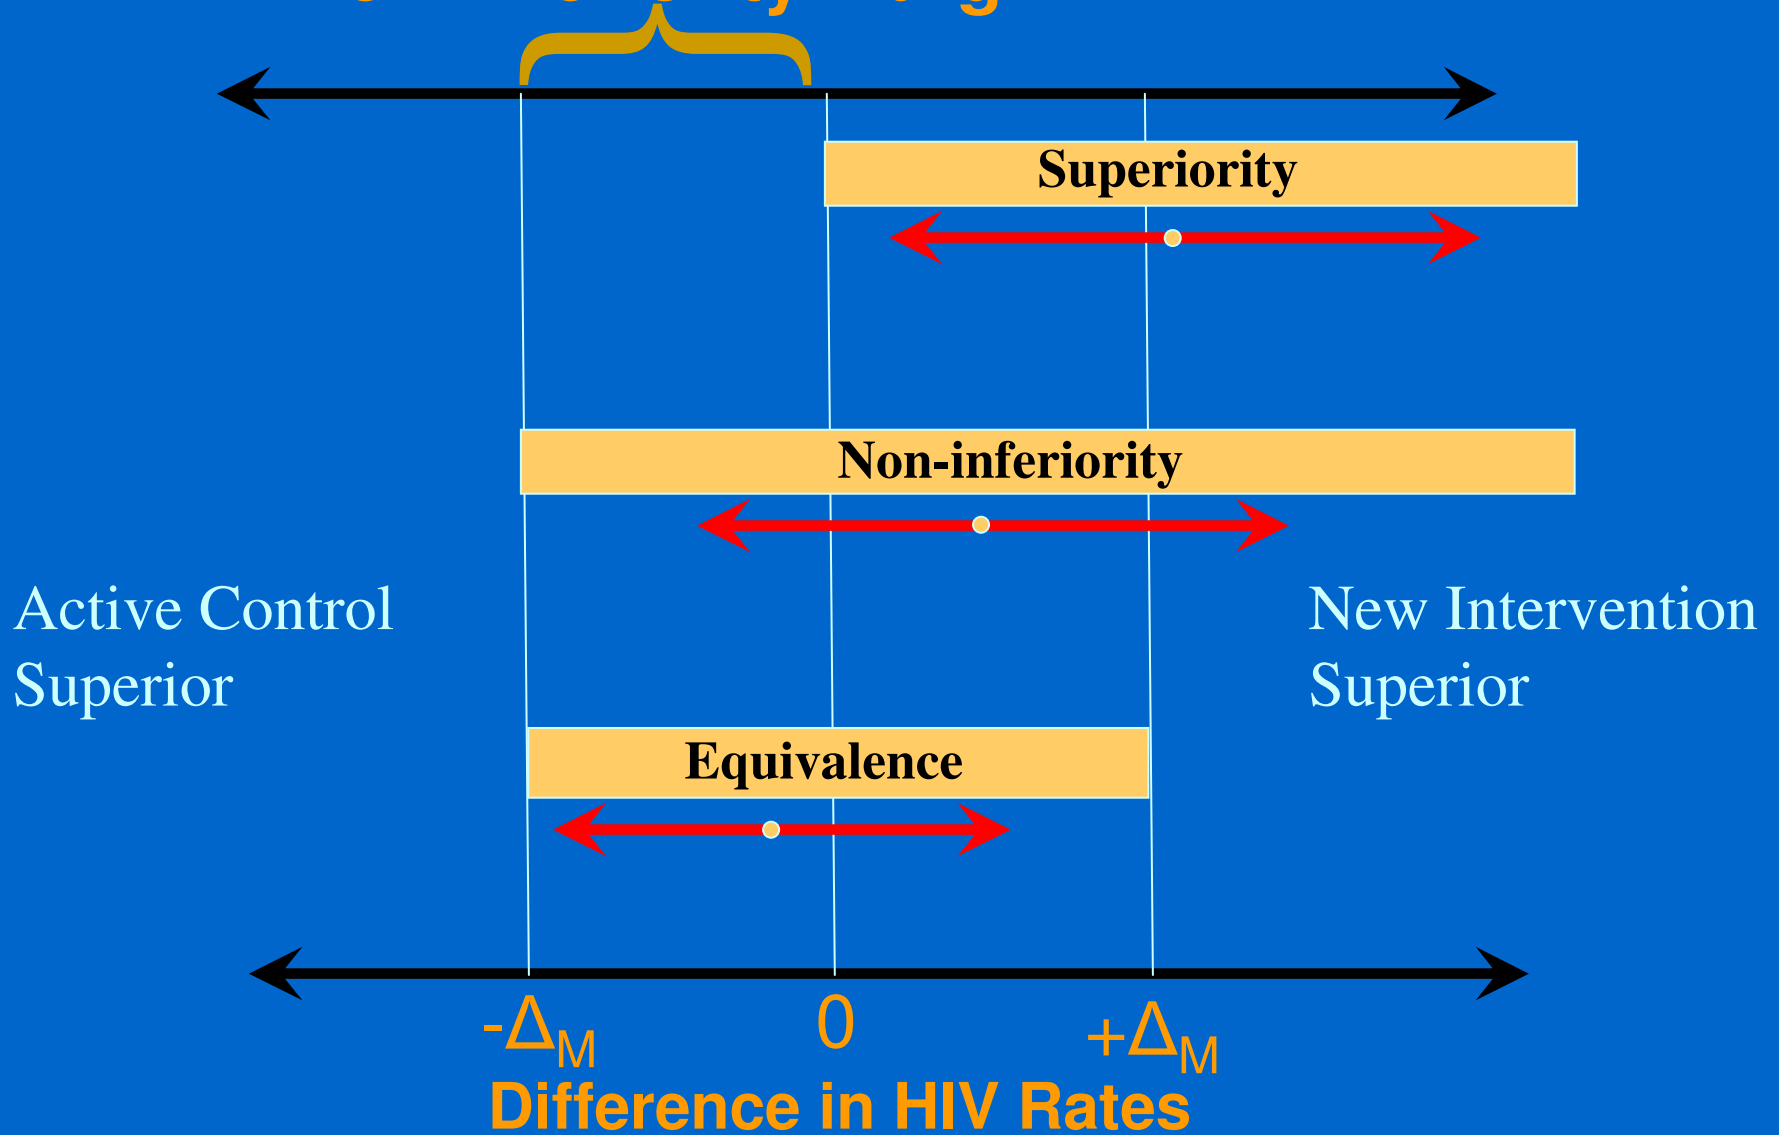 Superiority
Non-inferiority
Active Control
Superior
New Intervention
Superior
Equivalence
-ΔM 0 +ΔM
Difference in HIV Rates